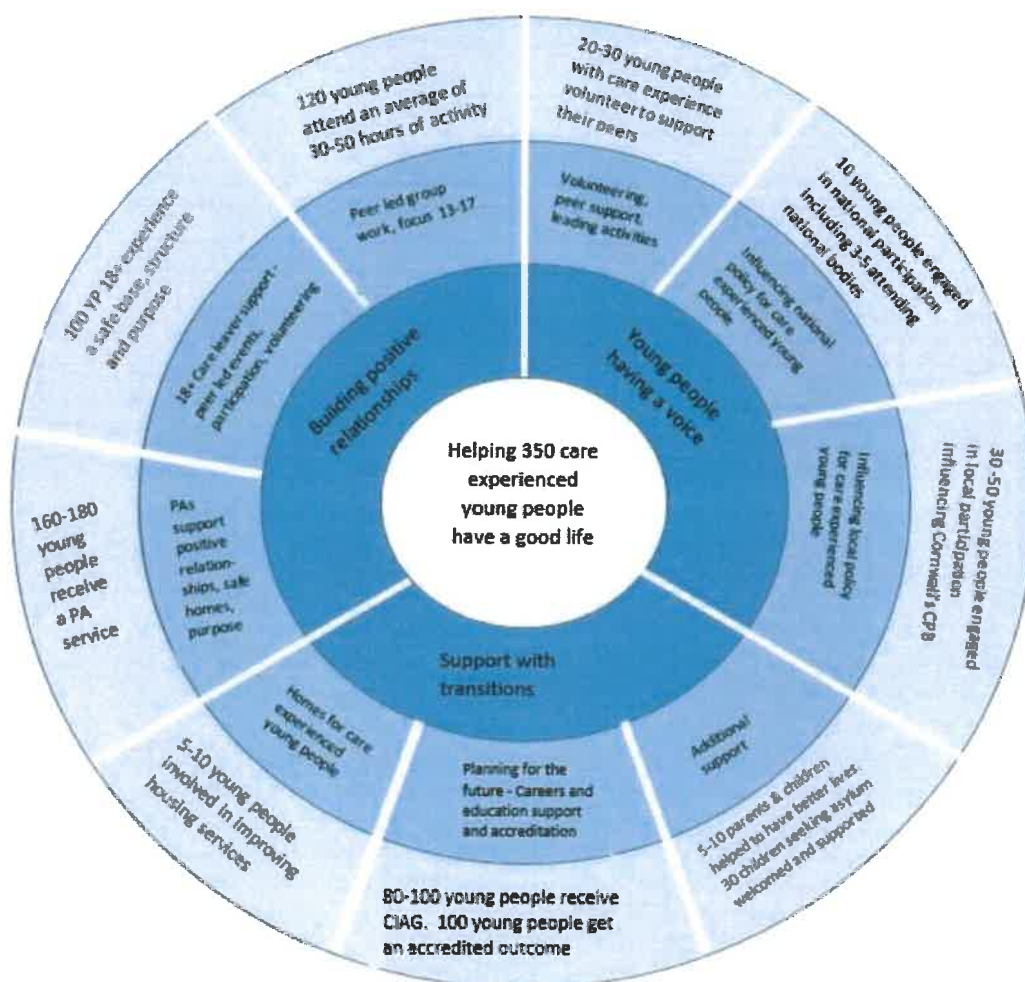 Helping 350 care
experienced
young people
have a good life
Building positive
relationships
Young people
having a voice
Support with
transitions
Peer led group
work, focus 13-17
Volunteering,
peer support
leading activities
Influencing national
policy for care
experienced young
people
Influencing local policy
for care experienced
young people
Additional
support
Planning for the
future - Careers and
education support
and accreditation
Homes for care
experienced
young people
PAs
support
positive
relation-
ships, safe
homes,
purpose
18+ Care leaver support -
peer led events,
participation, volunteering
120 young people
attend an average of
30-50 hours of activity
20-30 young people
with care experience
volunteer to support
their peers
10 young people engaged
in national participation
including 3-5 attending
national bodies
30-50 young people engaged
in local participation
influencing Cornwall's CPB
5-10 parents & children
helped to have better lives.
30 children seeking asylum
welcomed and supported
80-100 young people receive
CIAG. 100 young people get
an accredited outcome
5-10 young people
involved in improving
housing services
160-180
young
people
receive
a PA
service
100 YP 18+ experience
a safe base, structure
and purpose